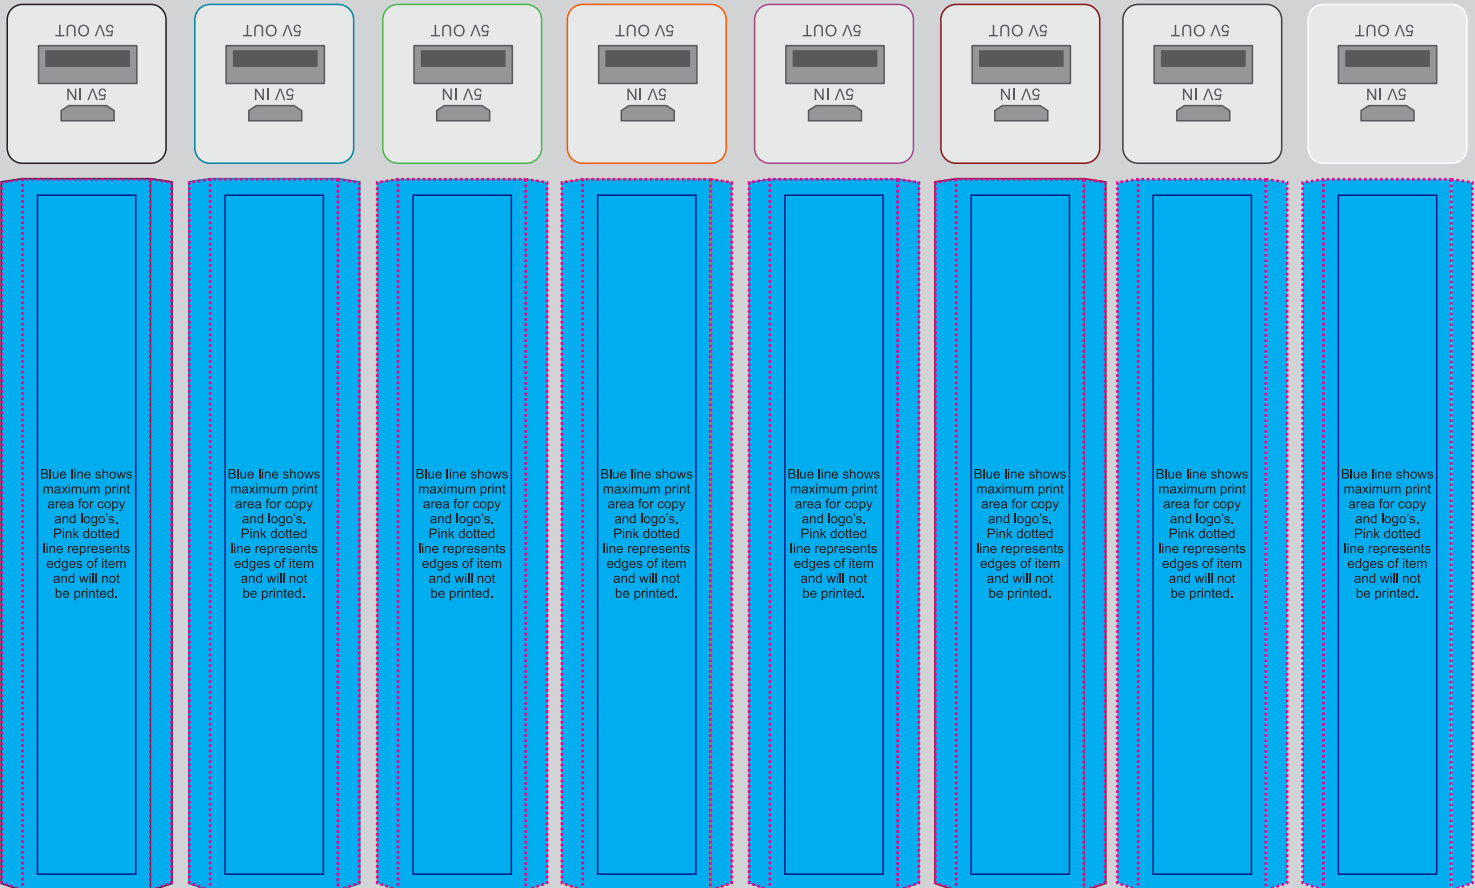 5V OUT
5V IN
5V OUT
5V IN
5V OUT
5V IN
5V OUT
5V IN
5V OUT
5V IN
5V OUT
5V IN
5V OUT
5V IN
5V OUT
5V IN
Blue line shows
maximum print
area for copy
and logo's.
Pink dotted
line represents
edges of item
and will not
be printed.
Blue line shows
maximum print
area for copy
and logo's.
Pink dotted
line represents
edges of item
and will not
be printed.
Blue line shows
maximum print
area for copy
and logo's.
Pink dotted
line represents
edges of item
and will not
be printed.
Blue line shows
maximum print
area for copy
and logo's.
Pink dotted
line represents
edges of item
and will not
be printed.
Blue line shows
maximum print
area for copy
and logo's.
Pink dotted
line represents
edges of item
and will not
be printed.
Blue line shows
maximum print
area for copy
and logo's.
Pink dotted
line represents
edges of item
and will not
be printed.
Blue line shows
maximum print
area for copy
and logo's.
Pink dotted
line represents
edges of item
and will not
be printed.
Blue line shows
maximum print
area for copy
and logo's.
Pink dotted
line represents
edges of item
and will not
be printed.